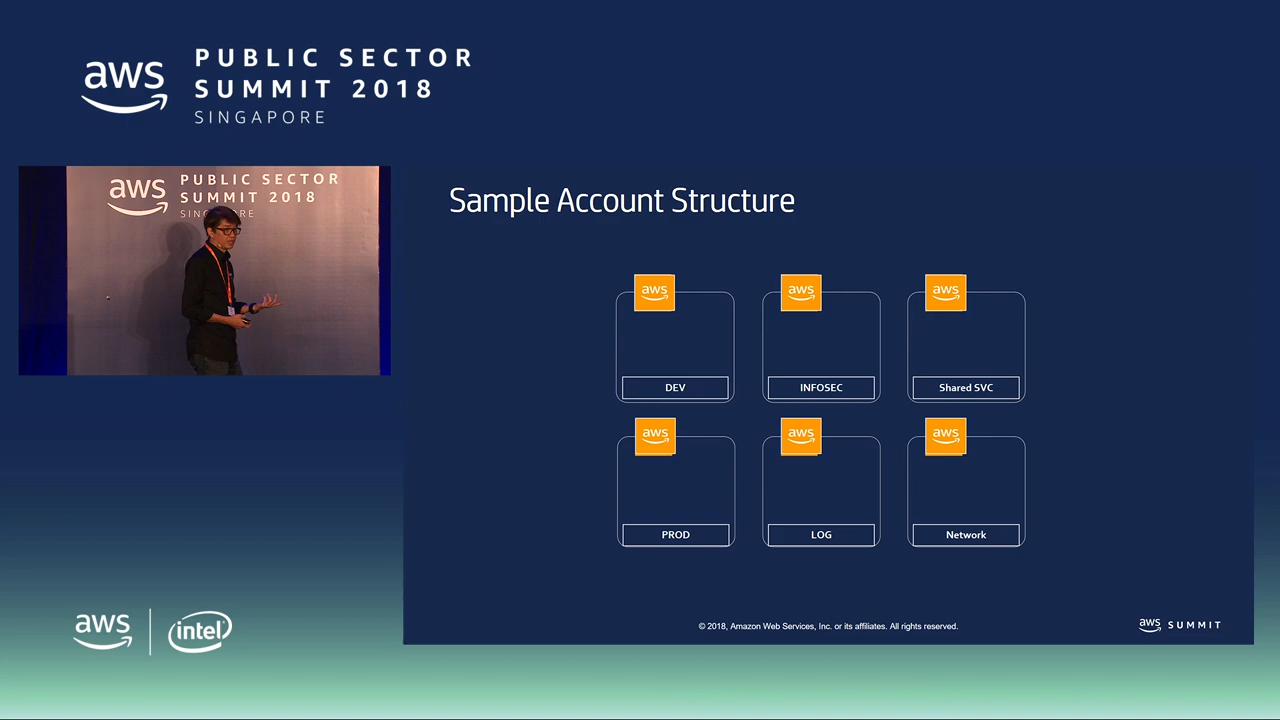 aws
PUBLIC SECTOR
SUMMIT 2018
SINGAPORE
aws
PUBLIC SECTOR
SUMMIT 2018
Sample Account Structure
aws
aws
aws
DEV
INFOSEC
Shared SVC
aws
aws
aws
PROD
LOG
Network
© 2018, Amazon Web Services, Inc. or its affiliates. All rights reserved.
aws SUMMIT
aws
intel